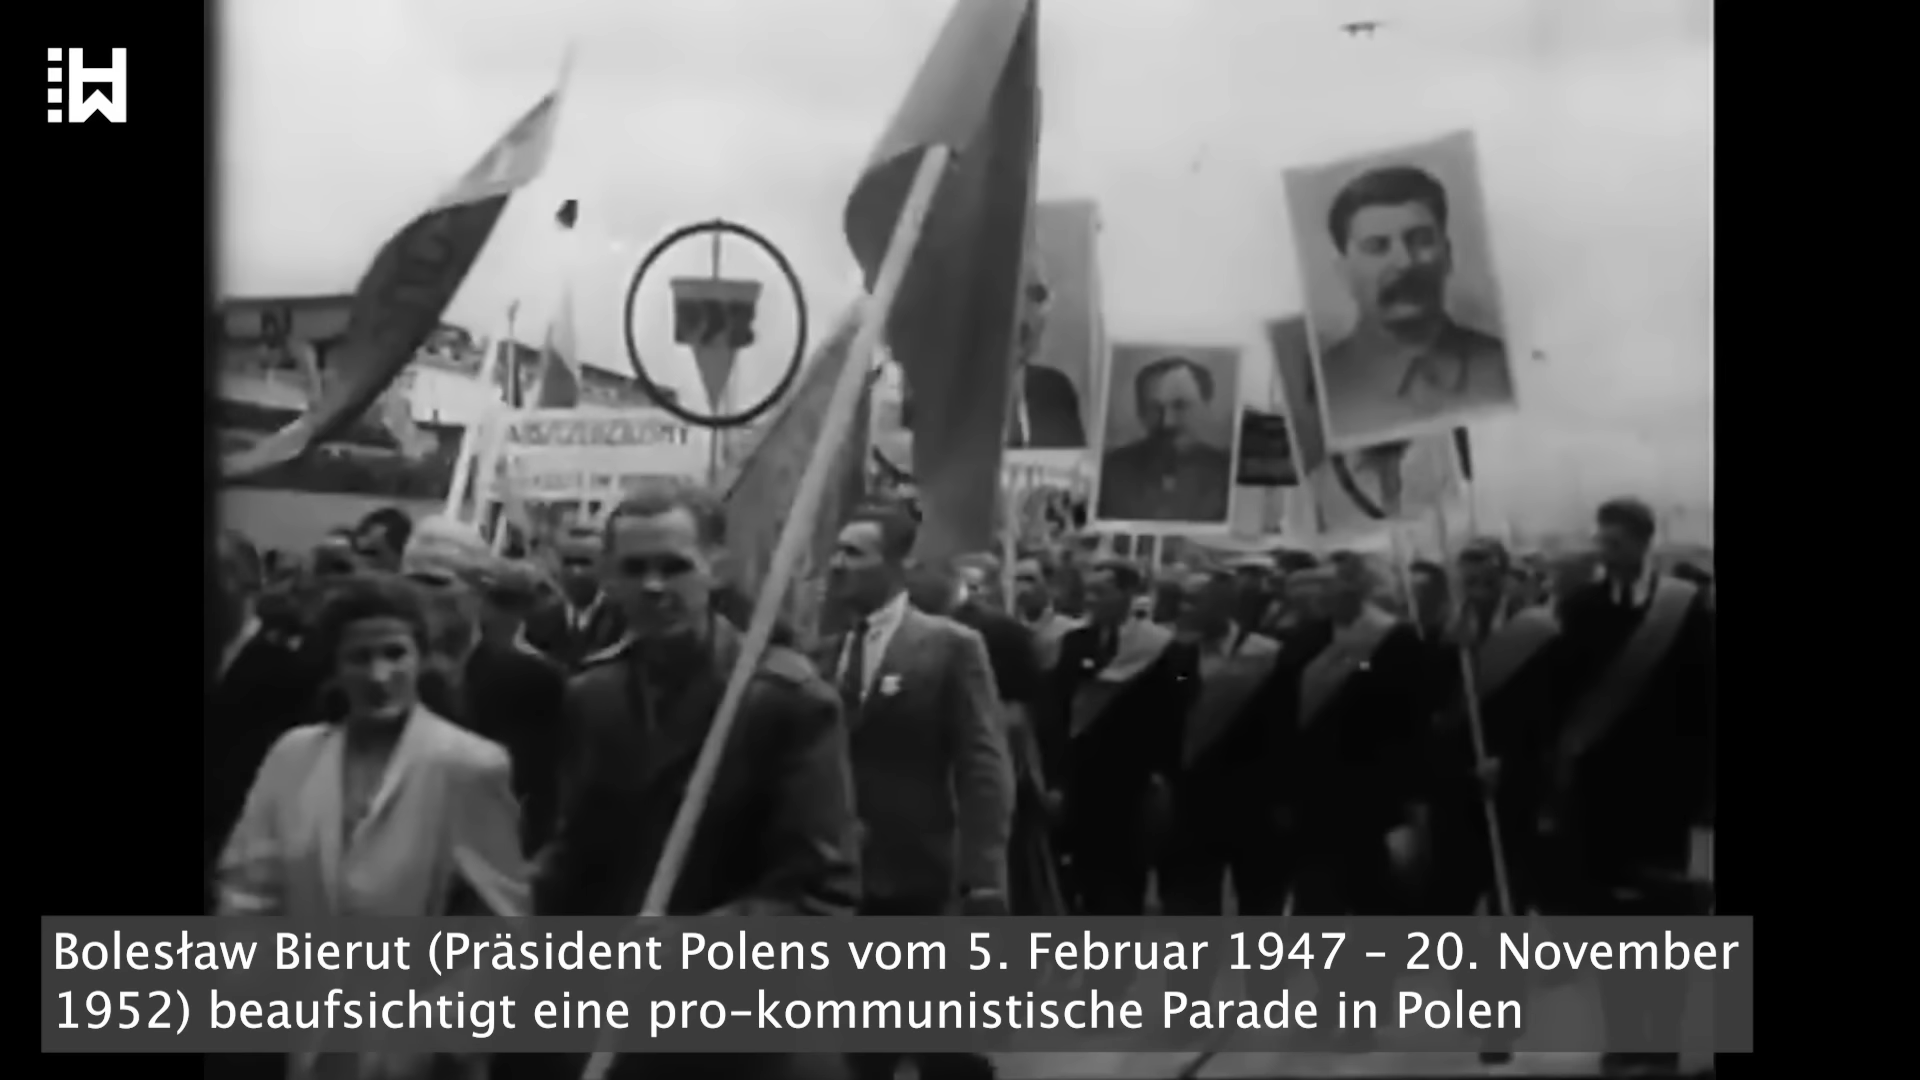 Bolesław Bierut (Präsident Polens vom 5. Februar 1947 – 20. November
1952) beaufsichtigt eine pro-kommunistische Parade in Polen